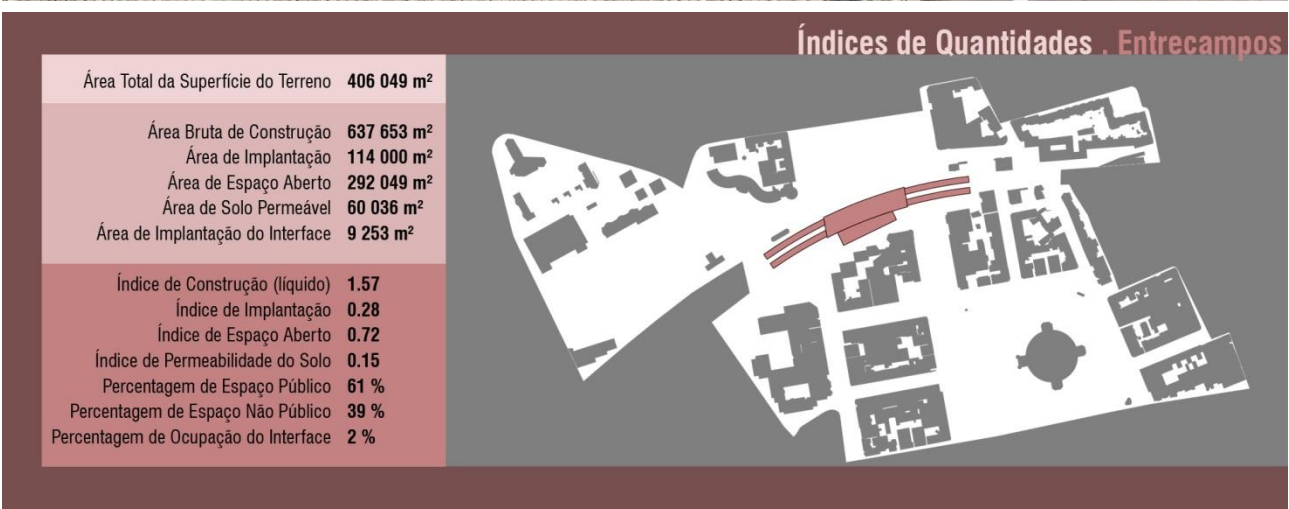 Índices de Quantidades . Entrecampos
Área Total da Superfície do Terreno 406 049 m²
Área Bruta de Construção 637 653 m²
Área de Implantação 114 000 m²
Área de Espaço Aberto 292 049 m²
Área de Solo Permeável 60 036 m²
Área de Implantação do Interface 9 253 m²
Índice de Construção (líquido) 1.57
Índice de Implantação 0.28
Índice de Espaço Aberto 0.72
Índice de Permeabilidade do Solo 0.15
Percentagem de Espaço Público 61 %
Percentagem de Espaço Não Público 39 %
Percentagem de Ocupação do Interface 2 %